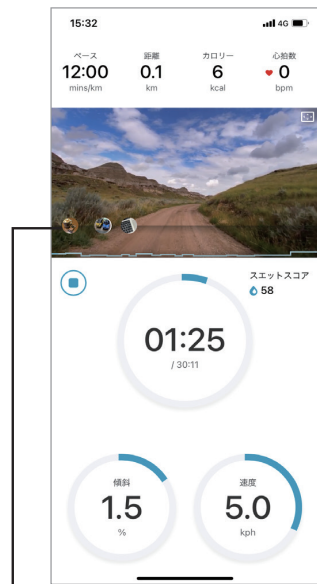 15:32
4G
ペース
距離
カロリー
心拍数
12:00
0.1
6
0
mins/km
km
kcal
bpm
スエットスコア
58
01:25
/ 30:11
傾斜
速度
1.5
5.0
%
kph